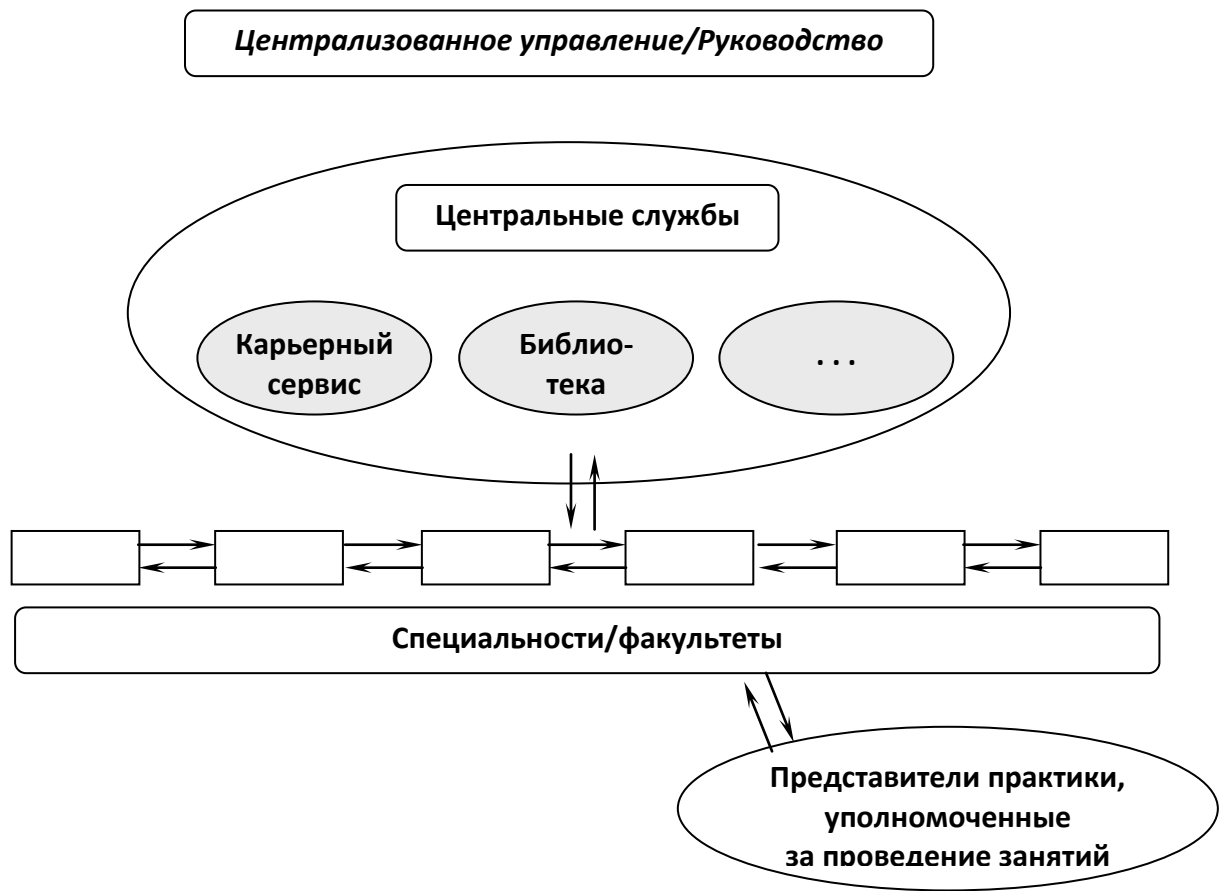 Централизованное управление/Руководство
Центральные службы
Карьерный
сервис
Библио-
тека
. . .
Специальности/факультеты
Представители практики,
уполномоченные
за проведение занятий